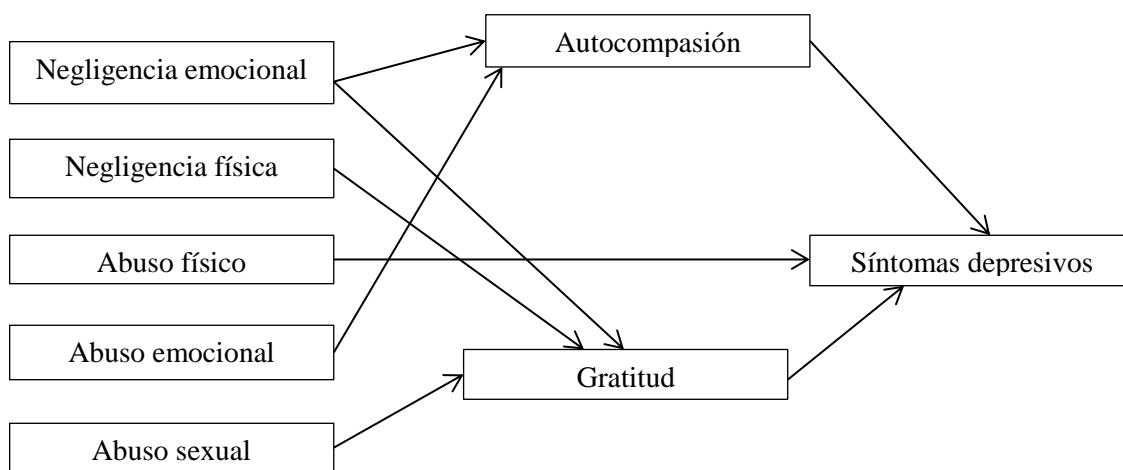 Autocompasión
Negligencia emocional
Negligencia física
Abuso físico
Síntomas depresivos
Abuso emocional
Gratitud
Abuso sexual